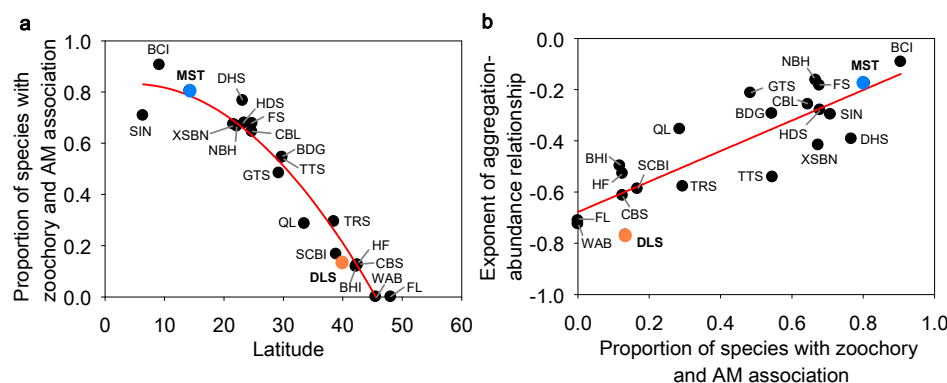 a
Proportion of species with
zoochory and AM association
1.0
0.8
0.6
0.4
0.2
0.0
BCI
MST
DHS
SIN
HDS
FS
XSBN
CBL
NBH
BDG
TTS
GTS
QL
TRS
SCBI
HF
CBS
DLS
BHI
WAB
FL
0 10 20 30 40 50 60
Latitude
b
Exponent of aggregation-
abundance relationship
-0.0
-0.2
-0.4
-0.6
-0.8
-1.0
BCI
NBH
MST
FS
GTS
CBL
BDG
SIN
HDS
QL
DHS
XSBN
BHI
SCBI
HF
TTS
TRS
CBS
FL
DLS
WAB
0.0 0.2 0.4 0.6 0.8 1.0
Proportion of species with zoochory
and AM association